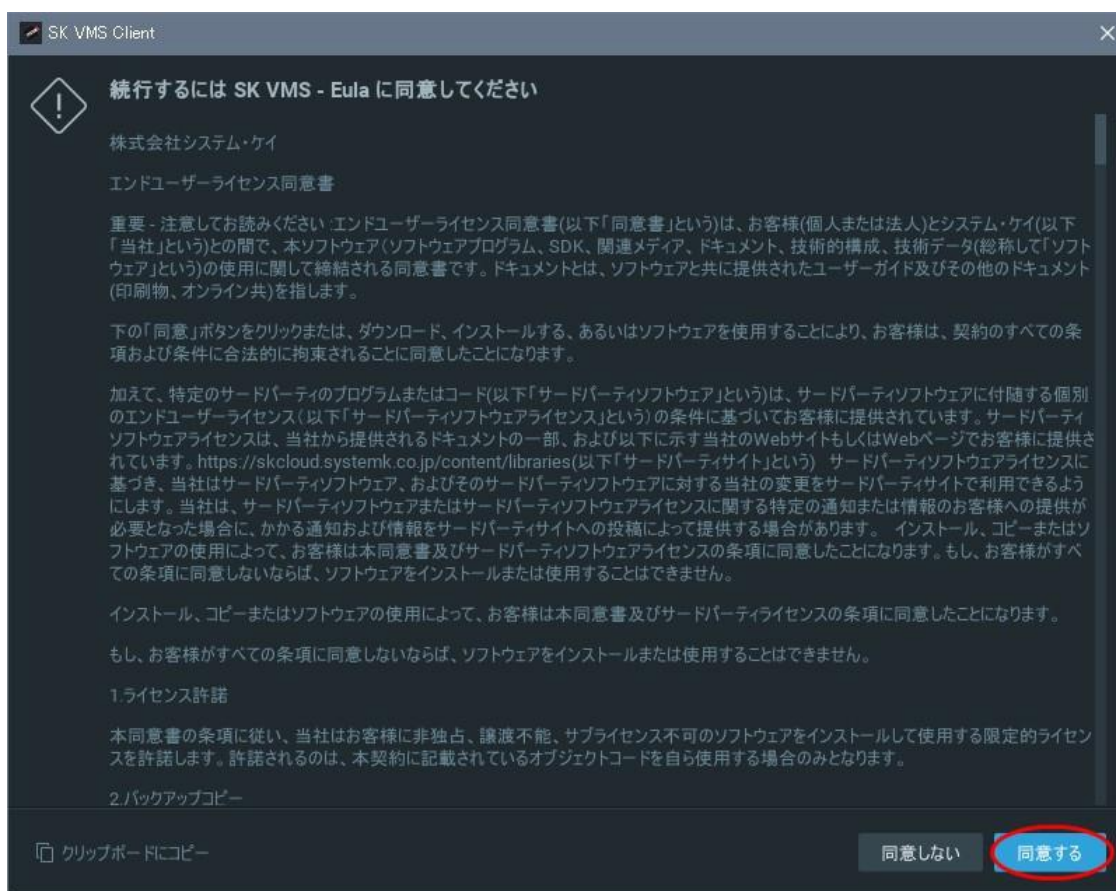 SK VMS Client
続行するには SK VMS - Eula に同意してください
株式会社システム・ケイ
エンドユーザーライセンス同意書
重要 - 注意してお読みください :エンドユーザーライセンス同意書(以下「同意書」という)は、お客様(個人または法人)とシステム・ケイ(以下
「当社」という)との間で、本ソフトウェア(ソフトウェアプログラム、SDK、関連メディア、ドキュメント、技術的構成、技術データ(総称して「ソフト
ウェア」という)の使用に関して締結される同意書です。ドキュメントとは、ソフトウェアと共に提供されたユーザーガイド及びその他のドキュメント
(印刷物、オンライン共)を指します。
下の「同意」ボタンをクリックまたは、ダウンロード、インストールする、あるいはソフトウェアを使用することにより、お客様は、契約のすべての条
項および条件に合法的に拘束されることに同意したことになります。
加えて、特定のサードパーティのプログラムまたはコード(以下「サードパーティソフトウェア」という)は、サードパーティソフトウェアに付随する個別
のエンドユーザーライセンス(以下「サードパーティソフトウェアライセンス」という)の条件に基づいてお客様に提供されています。サードパーティ
ソフトウェアライセンスは、当社から提供されるドキュメントの一部、および以下に示す当社のWebサイトもしくはWebページでお客様に提供さ
れています。https://skcloud.systemk.co.jp/content/libraries(以下「サードパーティサイト」という) サードパーティソフトウェアライセンスに
基づき、当社はサードパーティソフトウェア、およびそのサードパーティソフトウェアに対する当社の変更をサードパーティサイトで利用できるよう
にします。当社は、サードパーティソフトウェアまたはサードパーティソフトウェアライセンスに関する特定の通知または情報のお客様への提供が
必要となった場合に、かかる通知および情報をサードパーティサイトへの投稿によって提供する場合があります。 インストール、コピーまたはソ
フトウェアの使用によって、お客様は本同意書及びサードパーティソフトウェアライセンスの条項に同意したことになります。もし、お客様がすべ
ての条項に同意しないならば、ソフトウェアをインストールまたは使用することはできません。
インストール、コピーまたはソフトウェアの使用によって、お客様は本同意書及びサードパーティライセンスの条項に同意したことになります。
もし、お客様がすべての条項に同意しないならば、ソフトウェアをインストールまたは使用することはできません。
1.ライセンス許諾
本同意書の条項に従い、当社はお客様に非独占、譲渡不能、サブライセンス不可のソフトウェアをインストールして使用する限定的ライセン
スを許諾します。許諾されるのは、本契約に記載されているオブジェクトコードを自ら使用する場合のみとなります。
2.バックアップコピー
クリップボードにコピー
同意しない
同意する